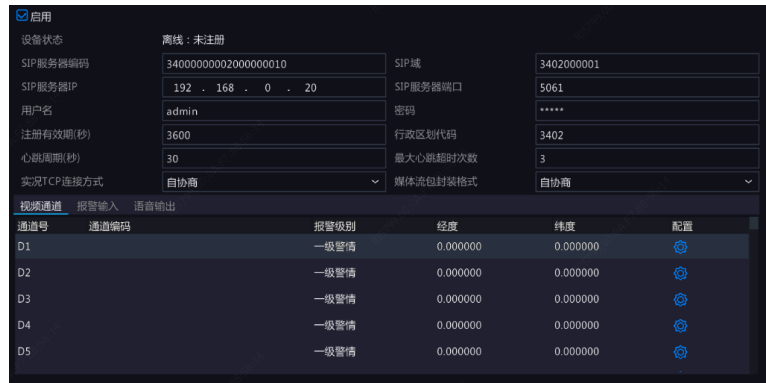 启用
设备状态 离线：未注册
SIP服务器编码 34000000002000000010 SIP域 3402000001
SIP服务器IP 192 . 168 . 0 . 20 SIP服务器端口 5061
用户名 admin 密码 *****
注册有效期(秒) 3600 行政区划代码 3402
心跳周期(秒) 30 最大心跳超时次数 3
实况TCP连接方式 自协商 媒体流包封装格式 自协商
视频通道 报警输入 语音输出
通道号 通道编码 报警级别 经度 纬度 配置
D1 一级警情 0.000000 0.000000
D2 一级警情 0.000000 0.000000
D3 一级警情 0.000000 0.000000
D4 一级警情 0.000000 0.000000
D5 一级警情 0.000000 0.000000